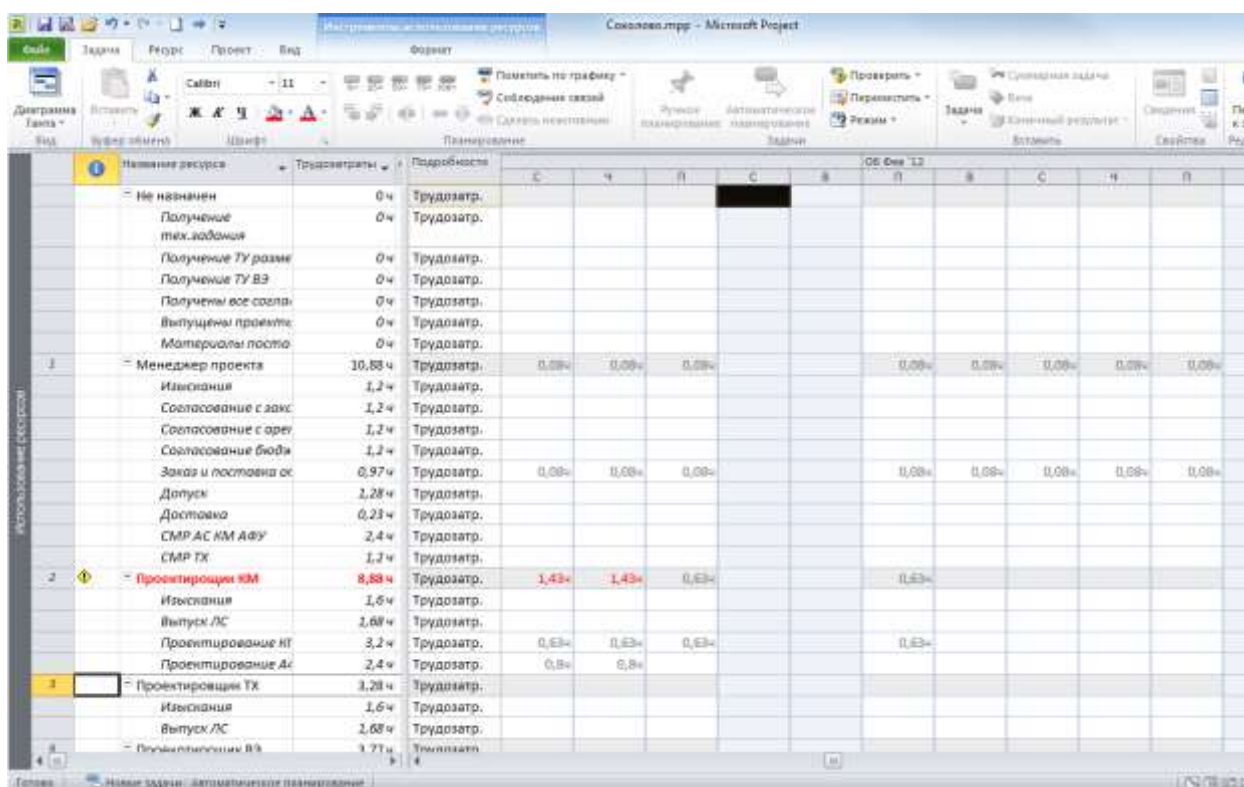 Соколово.mpp - Microsoft Project
Файл Задача Ресурс Проект Вид Формат
Диаграмма Ганта
Вставить
Calibri 11
Ж К Ч
Пометить по графику
Соблюдение связей
Сделать неактивным
Ручное планирование
Автоматическое планирование
Проверить
Переместить
Режим
Задача
Суммарная задача
Веха
Конечный результат
Сведения
Вид Буфер обмена Шрифт Планирование Задачи Вставить Свойства
Название ресурса Трудозатраты Подробности 06 Фев '12
С Ч П С В П В С Ч П
Не назначен 0 ч Трудозатр.
Получение тех.задания 0 ч Трудозатр.
Получение ТУ разме 0 ч Трудозатр.
Получение ТУ ВЭ 0 ч Трудозатр.
Получены все согла 0 ч Трудозатр.
Выпущены проектн 0 ч Трудозатр.
Материалы поста 0 ч Трудозатр.
1 Менеджер проекта 10,88 ч Трудозатр. 0,08ч 0,08ч 0,08ч 0,08ч 0,08ч 0,08ч 0,08ч 0,08ч
Изыскания 1,2 ч Трудозатр.
Согласование с зака 1,2 ч Трудозатр.
Согласование с арен 1,2 ч Трудозатр.
Согласование бюдж 1,2 ч Трудозатр.
Заказ и поставка ос 0,97 ч Трудозатр. 0,08ч 0,08ч 0,08ч 0,08ч 0,08ч 0,08ч 0,08ч 0,08ч
Допуск 1,28 ч Трудозатр.
Доставка 0,23 ч Трудозатр.
СМР АС КМ АФУ 2,4 ч Трудозатр.
СМР ТХ 1,2 ч Трудозатр.
2 Проектировщик КМ 8,88 ч Трудозатр. 1,43ч 1,43ч 0,63ч 0,63ч
Изыскания 1,6 ч Трудозатр.
Выпуск ЛС 1,68 ч Трудозатр.
Проектирование КМ 3,2 ч Трудозатр. 0,63ч 0,63ч 0,63ч 0,63ч
Проектирование АС 2,4 ч Трудозатр. 0,8ч 0,8ч
3 Проектировщик ТХ 3,28 ч Трудозатр.
Изыскания 1,6 ч Трудозатр.
Выпуск ЛС 1,68 ч Трудозатр.
Проектировщик ВЭ 3,77 ч Трудозатр.
Использование ресурсов
Готово Новые задачи: Автоматическое планирование